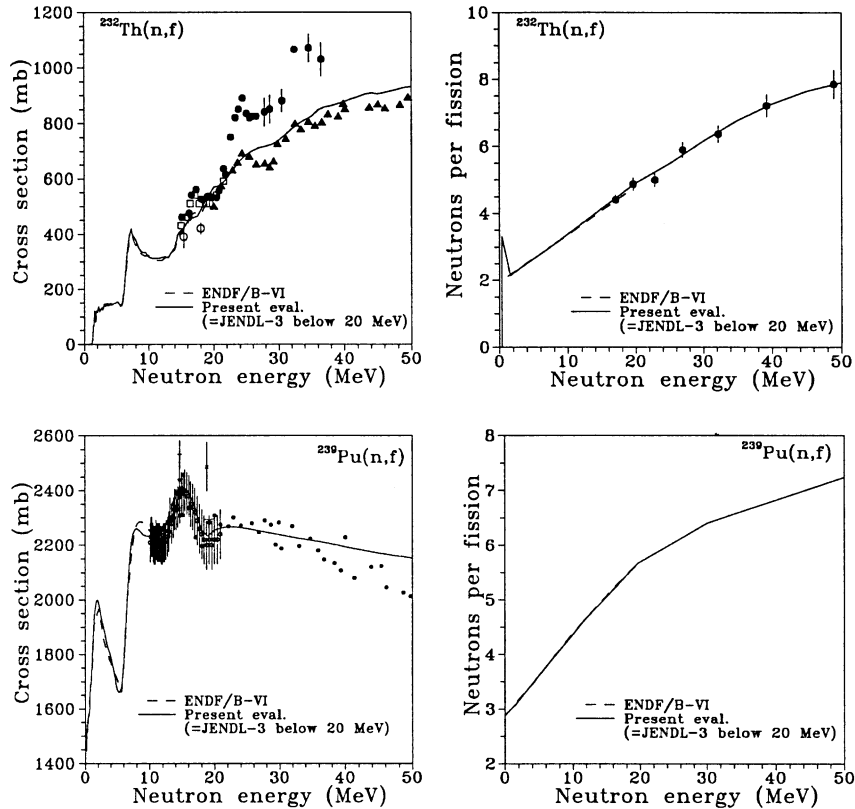 ²³²Th(n,f)
Cross section (mb)
1200
1000
800
600
400
200
0
ENDF/B-VI
Present eval.
(=JENDL-3 below 20 MeV)
0 10 20 30 40 50
Neutron energy (MeV)
²³²Th(n,f)
Neutrons per fission
10
8
6
4
2
0
ENDF/B-VI
Present eval.
(=JENDL-3 below 20 MeV)
0 10 20 30 40 50
Neutron energy (MeV)
²³⁹Pu(n,f)
Cross section (mb)
2600
2400
2200
2000
1800
1600
1400
ENDF/B-VI
Present eval.
(=JENDL-3 below 20 MeV)
0 10 20 30 40 50
Neutron energy (MeV)
²³⁹Pu(n,f)
Neutrons per fission
8
7
6
5
4
3
2
ENDF/B-VI
Present eval.
(=JENDL-3 below 20 MeV)
0 10 20 30 40 50
Neutron energy (MeV)